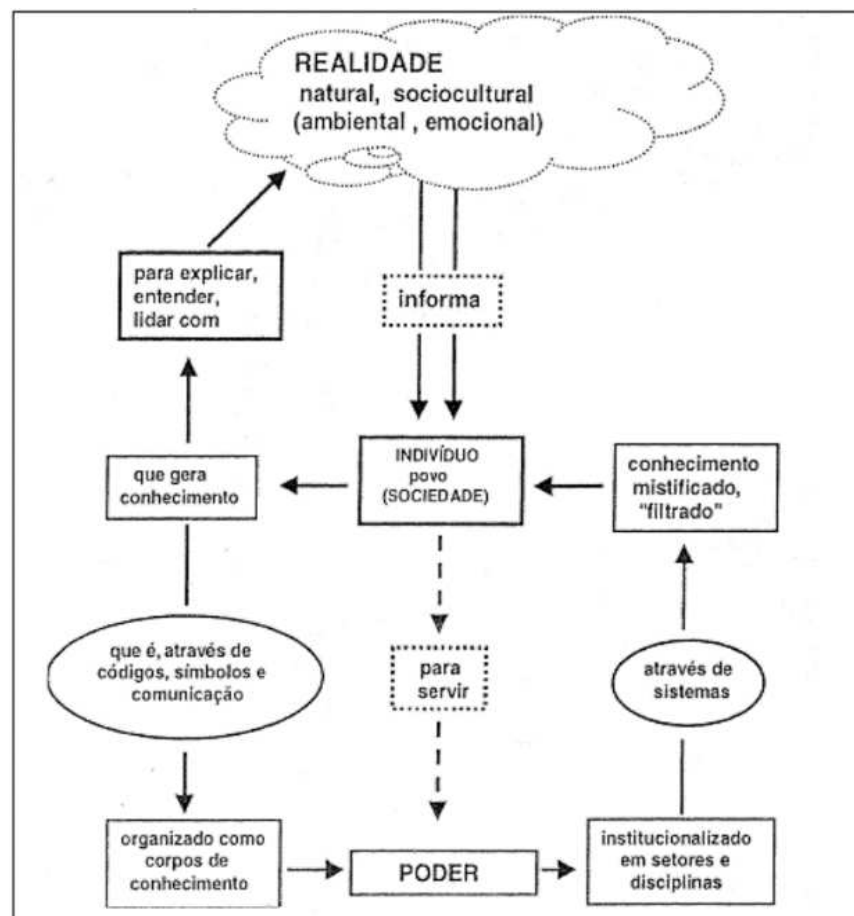 REALIDADE
natural, sociocultural
(ambiental , emocional)
para explicar,
entender,
lidar com
informa
que gera
conhecimento
INDIVÍDUO
povo
(SOCIEDADE)
conhecimento
mistificado,
"filtrado"
que é, através de
códigos, símbolos e
comunicação
para
servir
através de
sistemas
organizado como
corpos de
conhecimento
PODER
institucionalizado
em setores e
disciplinas